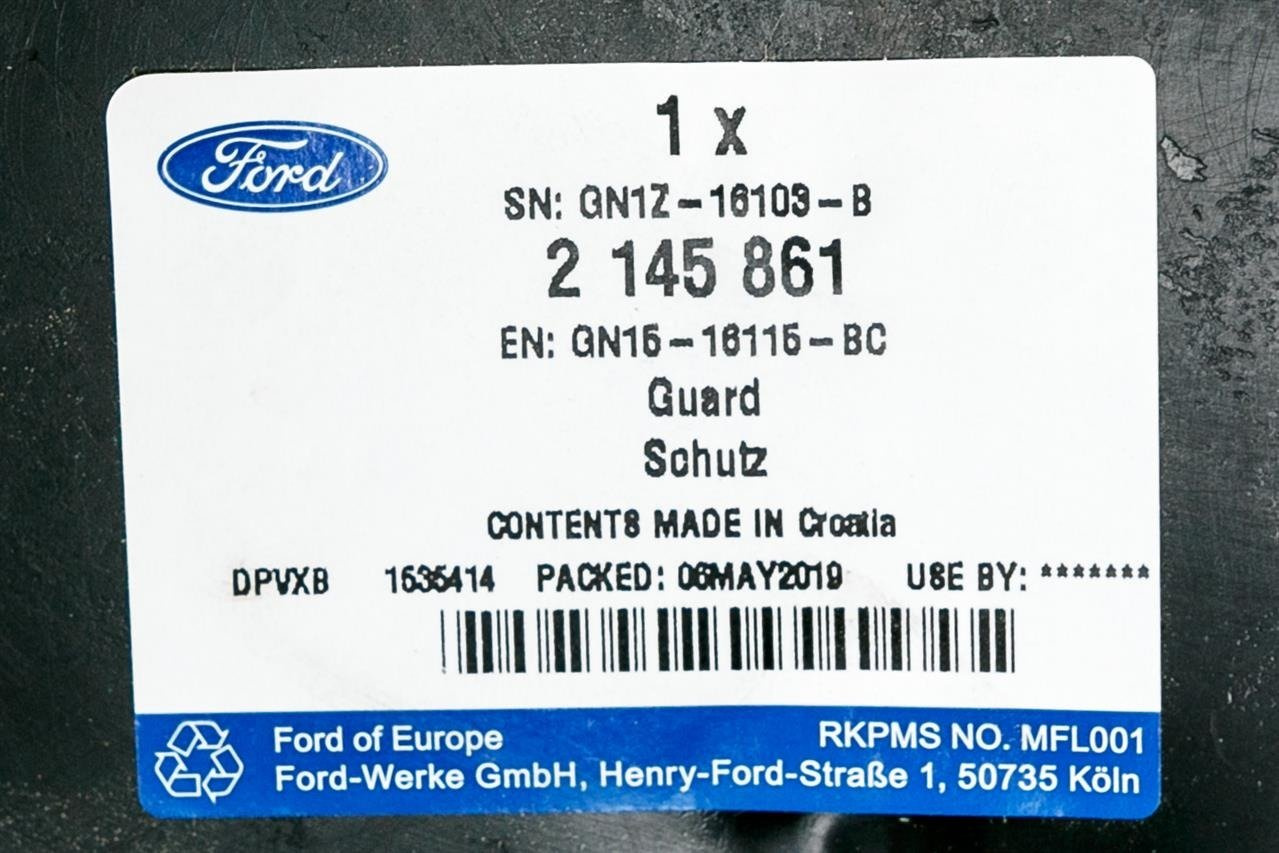 Ford
1 x
SN: GN1Z-16103-B
2 145 861
EN: GN15-16115-BC
Guard
Schutz
CONTENTS MADE IN Croatia
DPVXB 1535414 PACKED: 06MAY2019 USE BY: *******
Ford of Europe RKPMS NO. MFL001
Ford-Werke GmbH, Henry-Ford-Straße 1, 50735 Köln